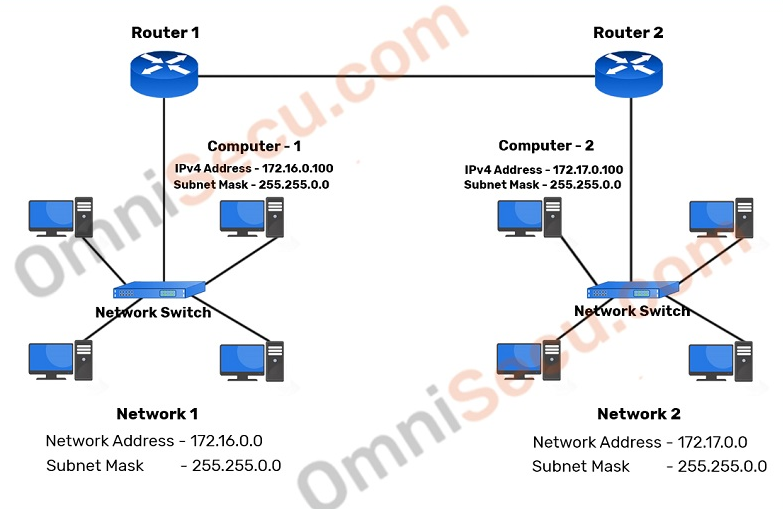 Router 1
Router 2
OmniSecu.com
Computer - 1
IPv4 Address - 172.16.0.100
Subnet Mask - 255.255.0.0
Computer - 2
IPv4 Address - 172.17.0.100
Subnet Mask - 255.255.0.0
Network Switch
Network Switch
OmniSecu.com
Network 1
Network Address - 172.16.0.0
Subnet Mask - 255.255.0.0
Network 2
Network Address - 172.17.0.0
Subnet Mask - 255.255.0.0